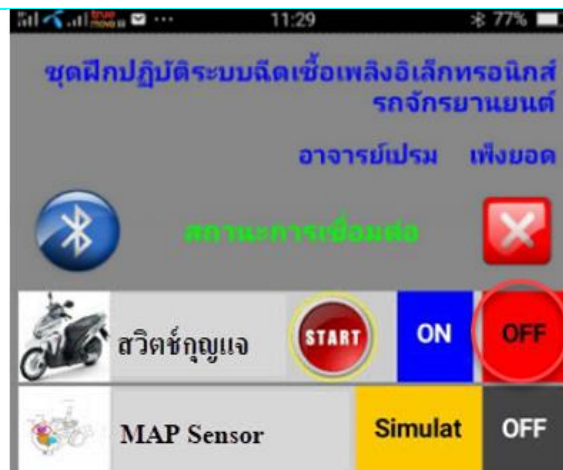 true
move 11:29 77%
ชุดฝึกปฏิบัติระบบฉีดเชื้อเพลิงอิเล็กทรอนิกส์
รถจักรยานยนต์
อาจารย์เปรม เพ็งยอด
สถานะการเชื่อมต่อ
สวิตช์กุญแจ START ON OFF
MAP Sensor Simulat OFF